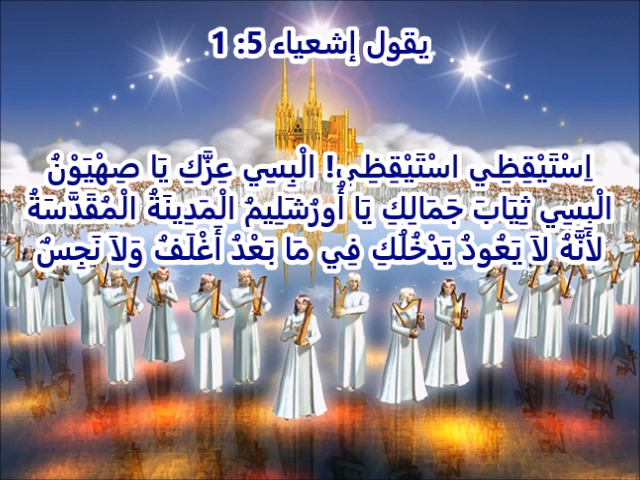 يقول إشعياء 5: 1
اِسْتَيْقِظِي اسْتَيْقِظِي! الْبِسِي عِزَّكِ يَا صِهْيَوْنُ
الْبِسِي ثِيَابَ جَمَالِكِ يَا أُورُشَلِيمُ الْمَدِينَةُ الْمُقَدَّسَةُ
لأَنَّهُ لاَ يَعُودُ يَدْخُلُكِ فِي مَا بَعْدُ أَغْلَفُ وَلاَ نَجِسٌ